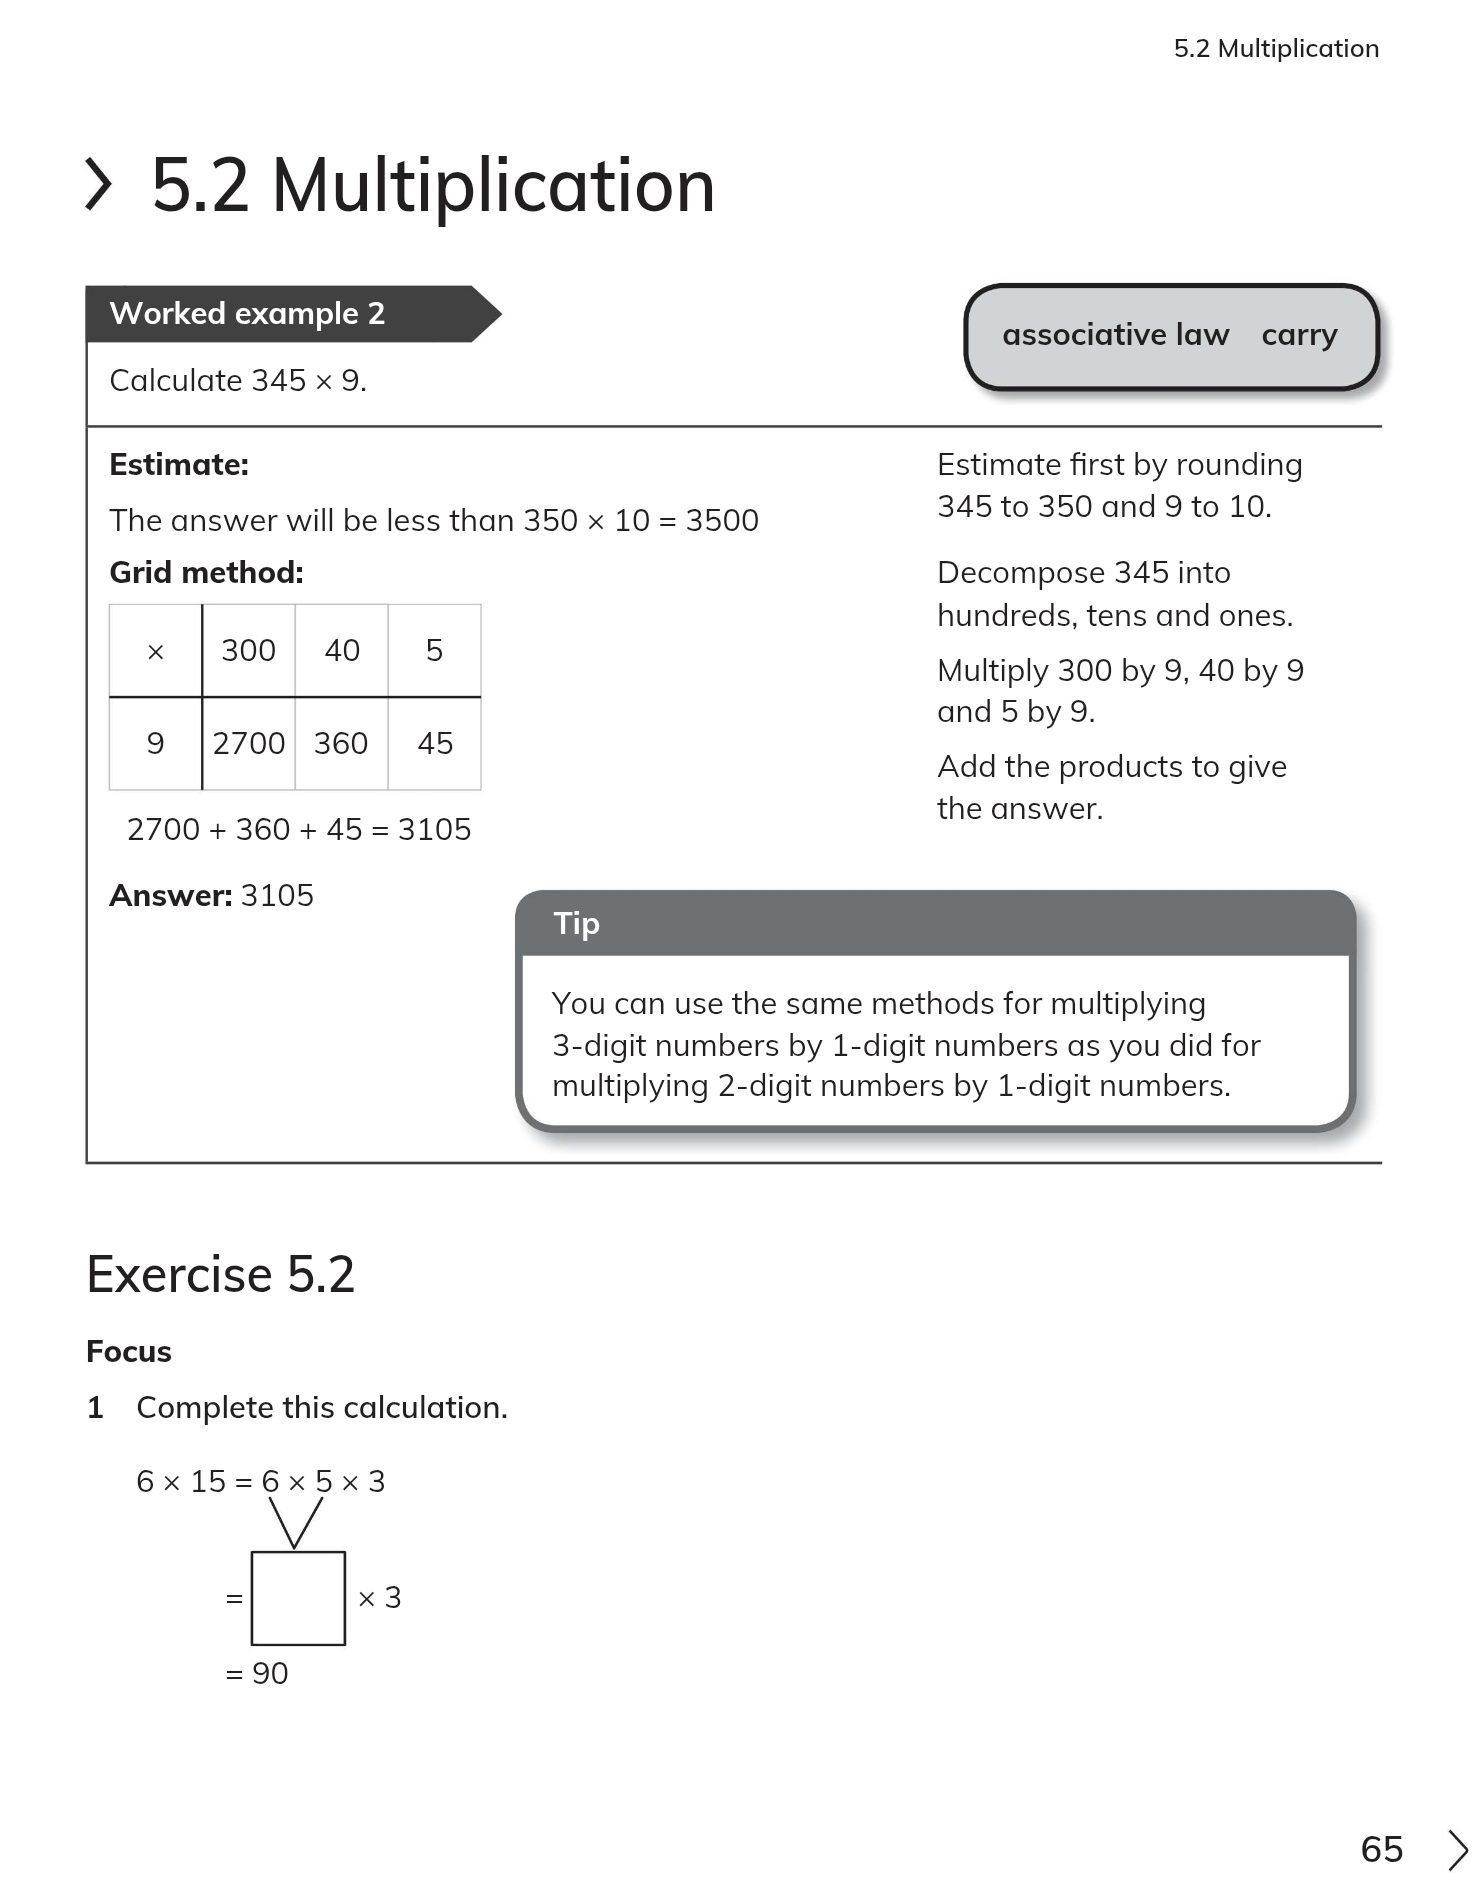 5.2 Multiplication
5.2 Multiplication
Worked example 2
associative law carry
Calculate 345 × 9.
Estimate:
The answer will be less than 350 × 10 = 3500
Estimate first by rounding
345 to 350 and 9 to 10.
Grid method:
× 300 40 5
9 2700 360 45
2700 + 360 + 45 = 3105
Decompose 345 into
hundreds, tens and ones.
Multiply 300 by 9, 40 by 9
and 5 by 9.
Add the products to give
the answer.
Answer: 3105
Tip
You can use the same methods for multiplying
3-digit numbers by 1-digit numbers as you did for
multiplying 2-digit numbers by 1-digit numbers.
Exercise 5.2
Focus
1 Complete this calculation.
6 × 15 = 6 × 5 × 3
= × 3
= 90
65